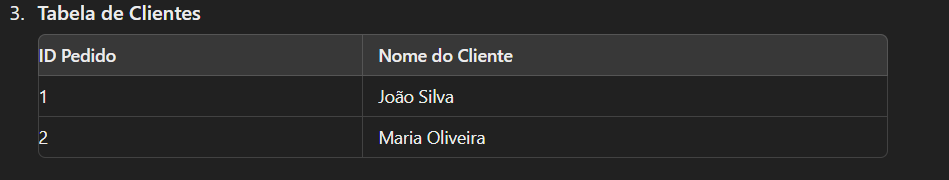 3. Tabela de Clientes
ID Pedido Nome do Cliente
1 João Silva
2 Maria Oliveira